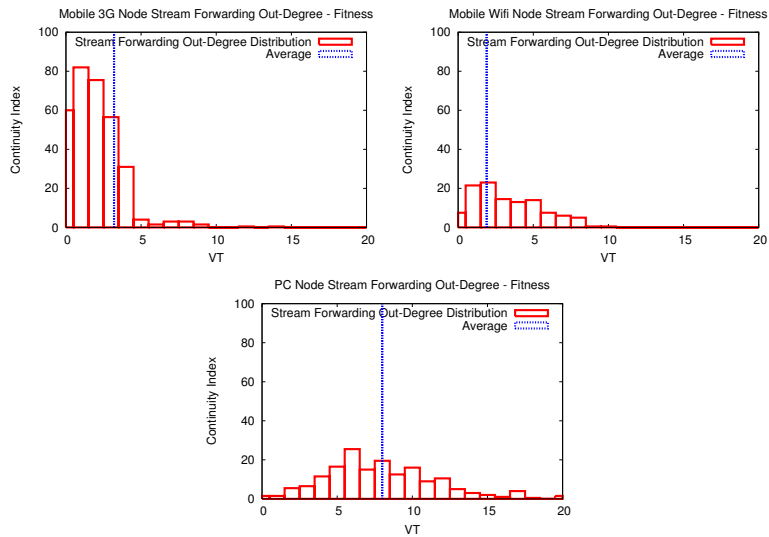 Mobile 3G Node Stream Forwarding Out-Degree - Fitness
Stream Forwarding Out-Degree Distribution
Average
Continuity Index
100
80
60
40
20
0
0 5 10 15 20
VT
Mobile Wifi Node Stream Forwarding Out-Degree - Fitness
Stream Forwarding Out-Degree Distribution
Average
Continuity Index
100
80
60
40
20
0
0 5 10 15 20
VT
PC Node Stream Forwarding Out-Degree - Fitness
Stream Forwarding Out-Degree Distribution
Average
Continuity Index
100
80
60
40
20
0
0 5 10 15 20
VT